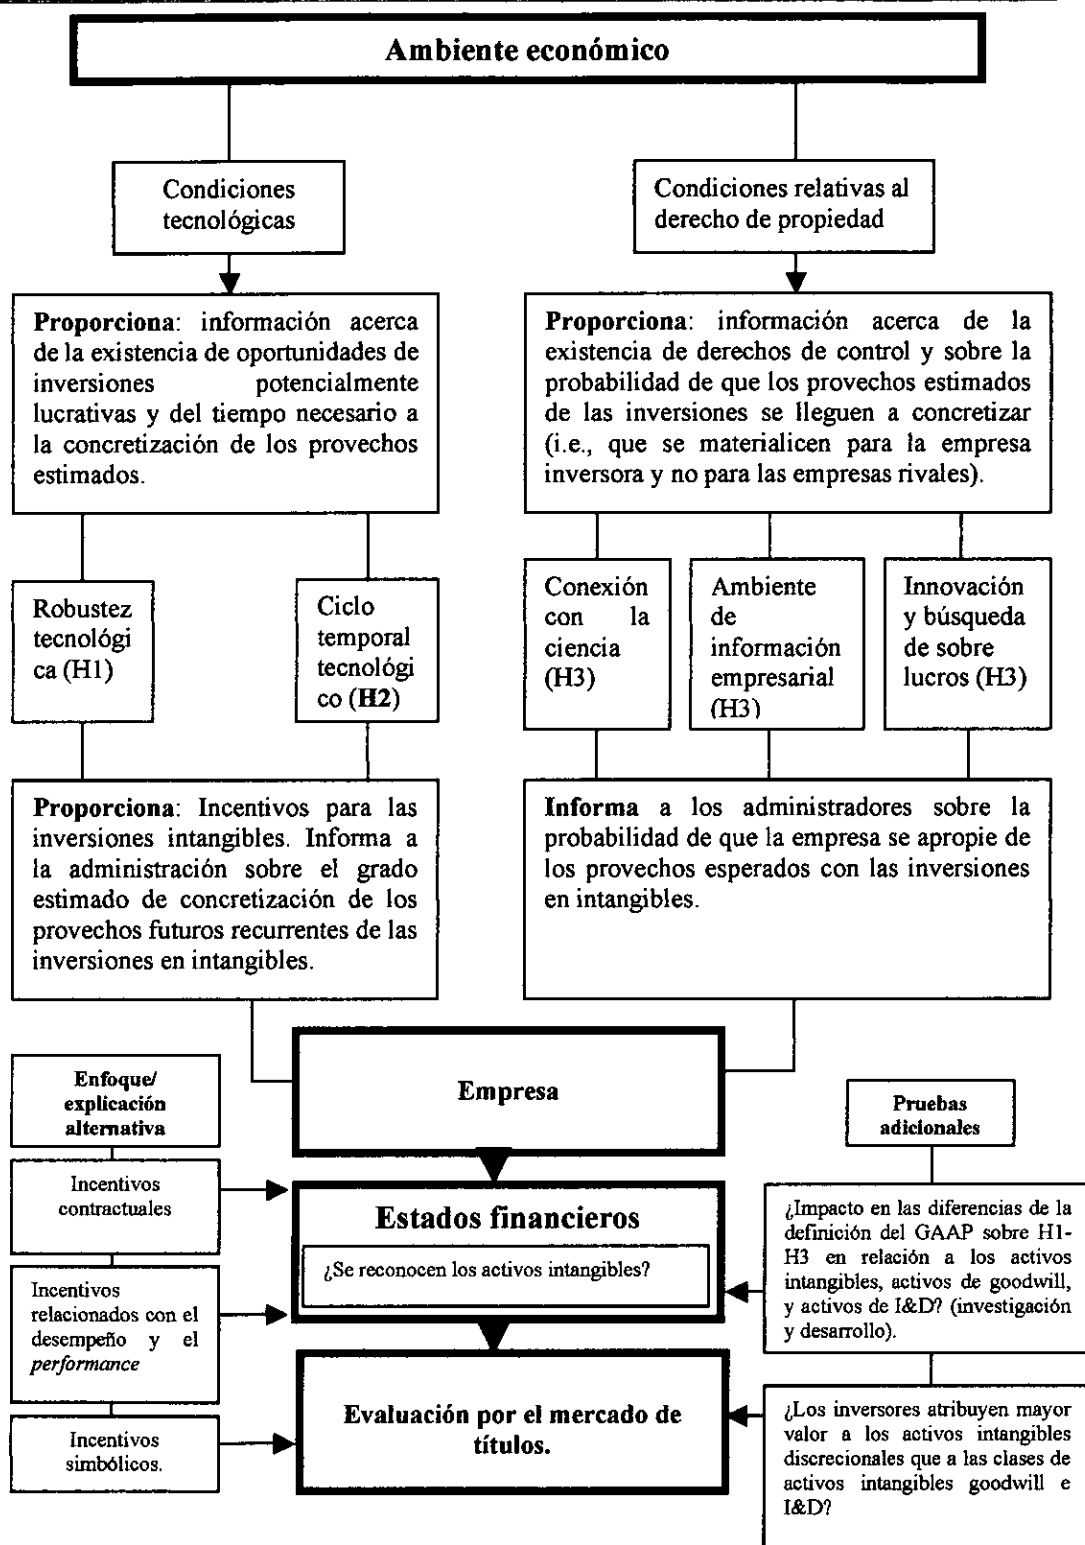 Ambiente económico
Condiciones
tecnológicas
Condiciones relativas al
derecho de propiedad
Proporciona: información acerca
de la existencia de oportunidades de
inversiones potencialmente
lucrativas y del tiempo necesario a
la concretización de los provechos
estimados.
Proporciona: información acerca de la
existencia de derechos de control y sobre la
probabilidad de que los provechos estimados
de las inversiones se lleguen a concretizar
(i.e., que se materialicen para la empresa
inversora y no para las empresas rivales).
Robustez
tecnológi
ca (H1)
Ciclo
temporal
tecnológi
co (H2)
Conexión
con la
ciencia
(H3)
Ambiente
de
información
empresarial
(H3)
Innovación
y búsqueda
de sobre
lucros (H3)
Proporciona: Incentivos para las
inversiones intangibles. Informa a
la administración sobre el grado
estimado de concretización de los
provechos futuros recurrentes de las
inversiones en intangibles.
Informa a los administradores sobre la
probabilidad de que la empresa se apropie de
los provechos esperados con las inversiones
en intangibles.
Empresa
Enfoque/
explicación
alternativa
Incentivos
contractuales
Incentivos
relacionados con el
desempeño y el
performance
Incentivos
simbólicos.
Estados financieros
¿Se reconocen los activos intangibles?
Evaluación por el mercado de
títulos.
Pruebas
adicionales
¿Impacto en las diferencias de la
definición del GAAP sobre H1-
H3 en relación a los activos
intangibles, activos de goodwill,
y activos de I&D? (investigación
y desarrollo).
¿Los inversores atribuyen mayor
valor a los activos intangibles
discrecionales que a las clases de
activos intangibles goodwill e
I&D?